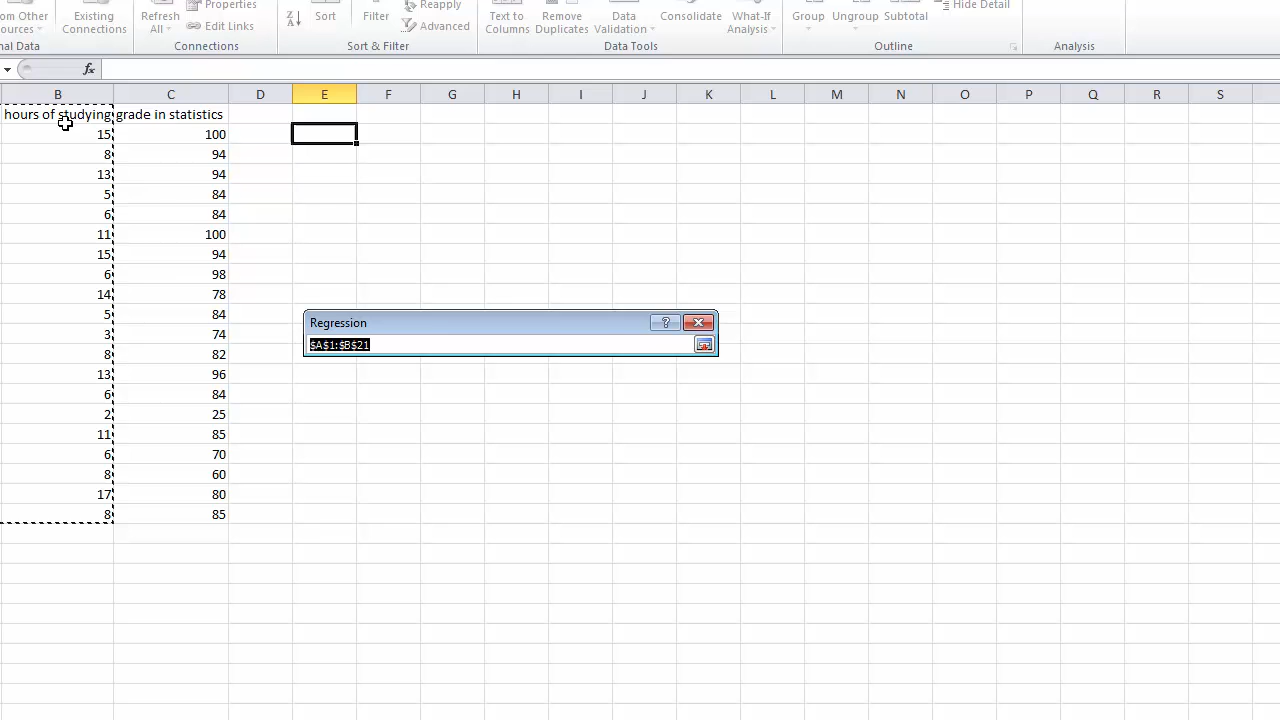 Properties
Reapply
Hide Detail
om Other Existing Refresh Edit Links Sort Filter Advanced Text to Remove Data Consolidate What-If Group Ungroup Subtotal
ources Connections All Columns Duplicates Validation Analysis
nal Data Connections Sort & Filter Data Tools Outline Analysis
fx
B C D E F G H I J K L M N O P Q R S
hours of studying grade in statistics
15 100
8 94
13 94
5 84
6 84
11 100
15 94
6 98
14 78
5 84
Regression ?
3 74
$A$1:$B$21
8 82
13 96
6 84
2 25
11 85
6 70
8 60
17 80
8 85